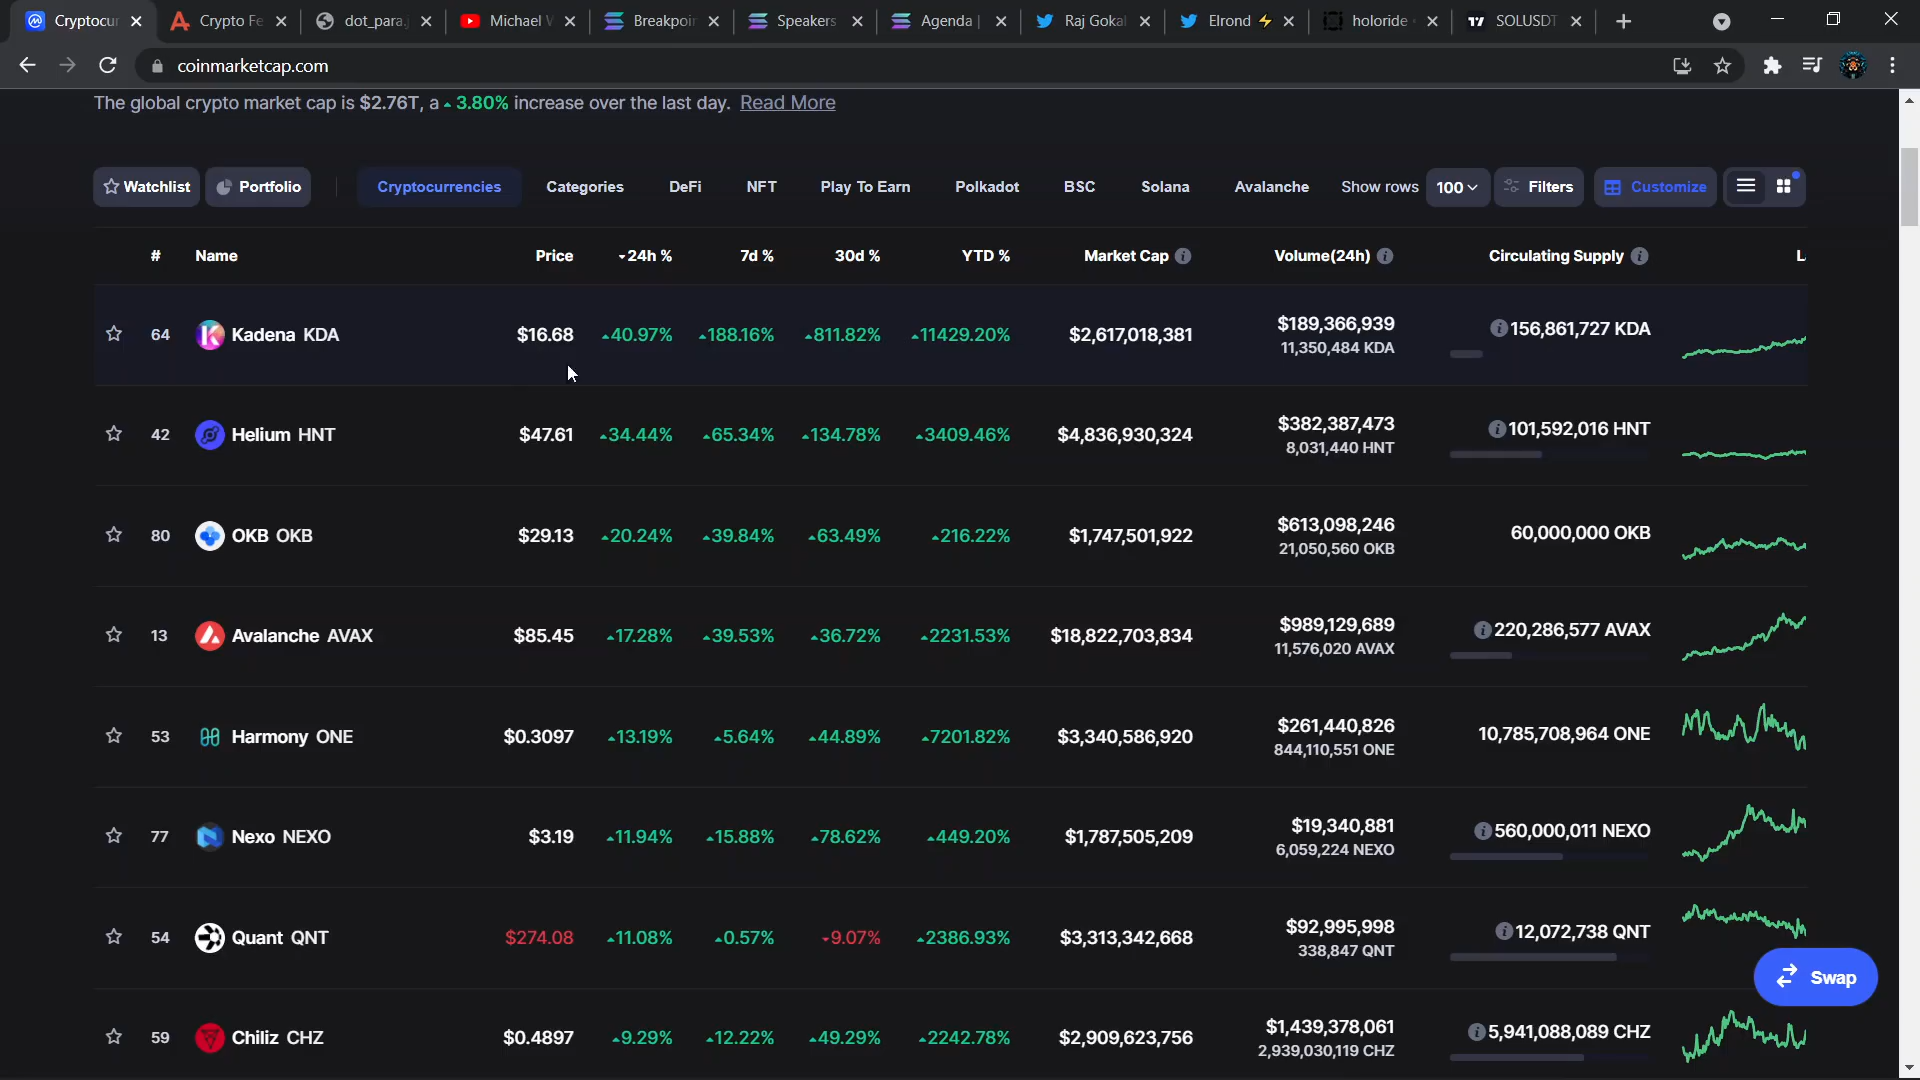 Cryptocur
Crypto Fe
dot_para.j
Michael
Breakpoin
Speakers
Agenda |
Raj Gokal
Elrond ⚡
holoride
SOLUSDT
coinmarketcap.com
The global crypto market cap is $2.76T, a 3.80% increase over the last day. Read More
Watchlist Portfolio Cryptocurrencies Categories DeFi NFT Play To Earn Polkadot BSC Solana Avalanche Show rows 100 Filters Customize
# Name Price 24h % 7d % 30d % YTD % Market Cap Volume(24h) Circulating Supply
64 Kadena KDA $16.68 40.97% 188.16% 811.82% 11429.20% $2,617,018,381 $189,366,939 156,861,727 KDA
11,350,484 KDA
42 Helium HNT $47.61 34.44% 65.34% 134.78% 3409.46% $4,836,930,324 $382,387,473 101,592,016 HNT
8,031,440 HNT
80 OKB OKB $29.13 20.24% 39.84% 63.49% 216.22% $1,747,501,922 $613,098,246 60,000,000 OKB
21,050,560 OKB
13 Avalanche AVAX $85.45 17.28% 39.53% 36.72% 2231.53% $18,822,703,834 $989,129,689 220,286,577 AVAX
11,576,020 AVAX
53 Harmony ONE $0.3097 13.19% 5.64% 44.89% 7201.82% $3,340,586,920 $261,440,826 10,785,708,964 ONE
844,110,551 ONE
77 Nexo NEXO $3.19 11.94% 15.88% 78.62% 449.20% $1,787,505,209 $19,340,881 560,000,011 NEXO
6,059,224 NEXO
54 Quant QNT $274.08 11.08% 0.57% 9.07% 2386.93% $3,313,342,668 $92,995,998 12,072,738 QNT
338,847 QNT
Swap
59 Chiliz CHZ $0.4897 9.29% 12.22% 49.29% 2242.78% $2,909,623,756 $1,439,378,061 5,941,088,089 CHZ
2,939,030,119 CHZ